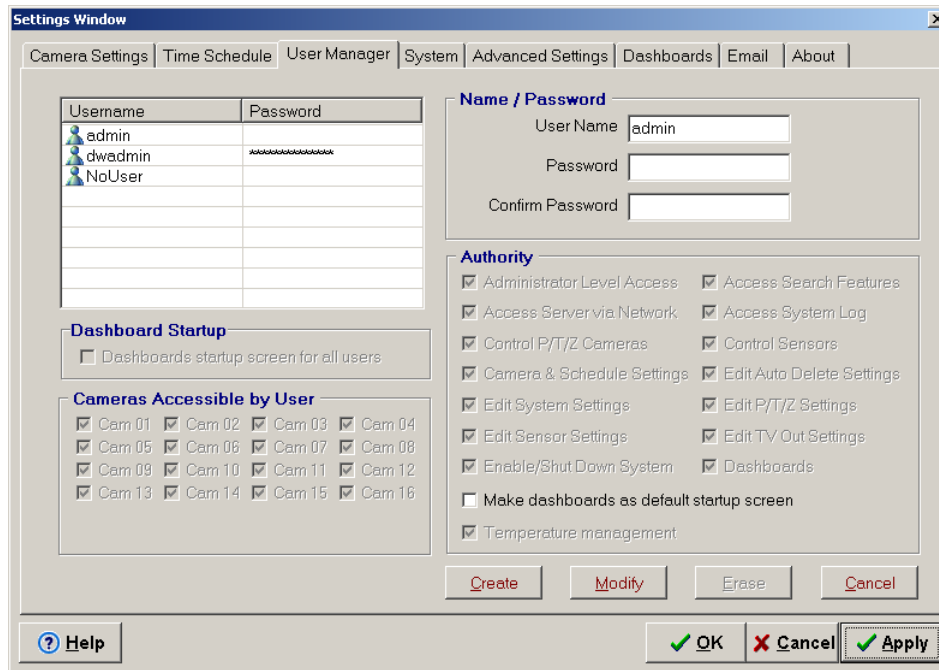 Settings Window
Camera Settings Time Schedule User Manager System Advanced Settings Dashboards Email About
Username Password
admin
dwadmin ***************
NoUser
Name / Password
User Name admin
Password
Confirm Password
Dashboard Startup
Dashboards startup screen for all users
Cameras Accessible by User
Cam 01 Cam 02 Cam 03 Cam 04
Cam 05 Cam 06 Cam 07 Cam 08
Cam 09 Cam 10 Cam 11 Cam 12
Cam 13 Cam 14 Cam 15 Cam 16
Authority
Administrator Level Access Access Search Features
Access Server via Network Access System Log
Control P/T/Z Cameras Control Sensors
Camera & Schedule Settings Edit Auto Delete Settings
Edit System Settings Edit P/T/Z Settings
Edit Sensor Settings Edit TV Out Settings
Enable/Shut Down System Dashboards
Make dashboards as default startup screen
Temperature management
Create Modify Erase Cancel
Help OK Cancel Apply